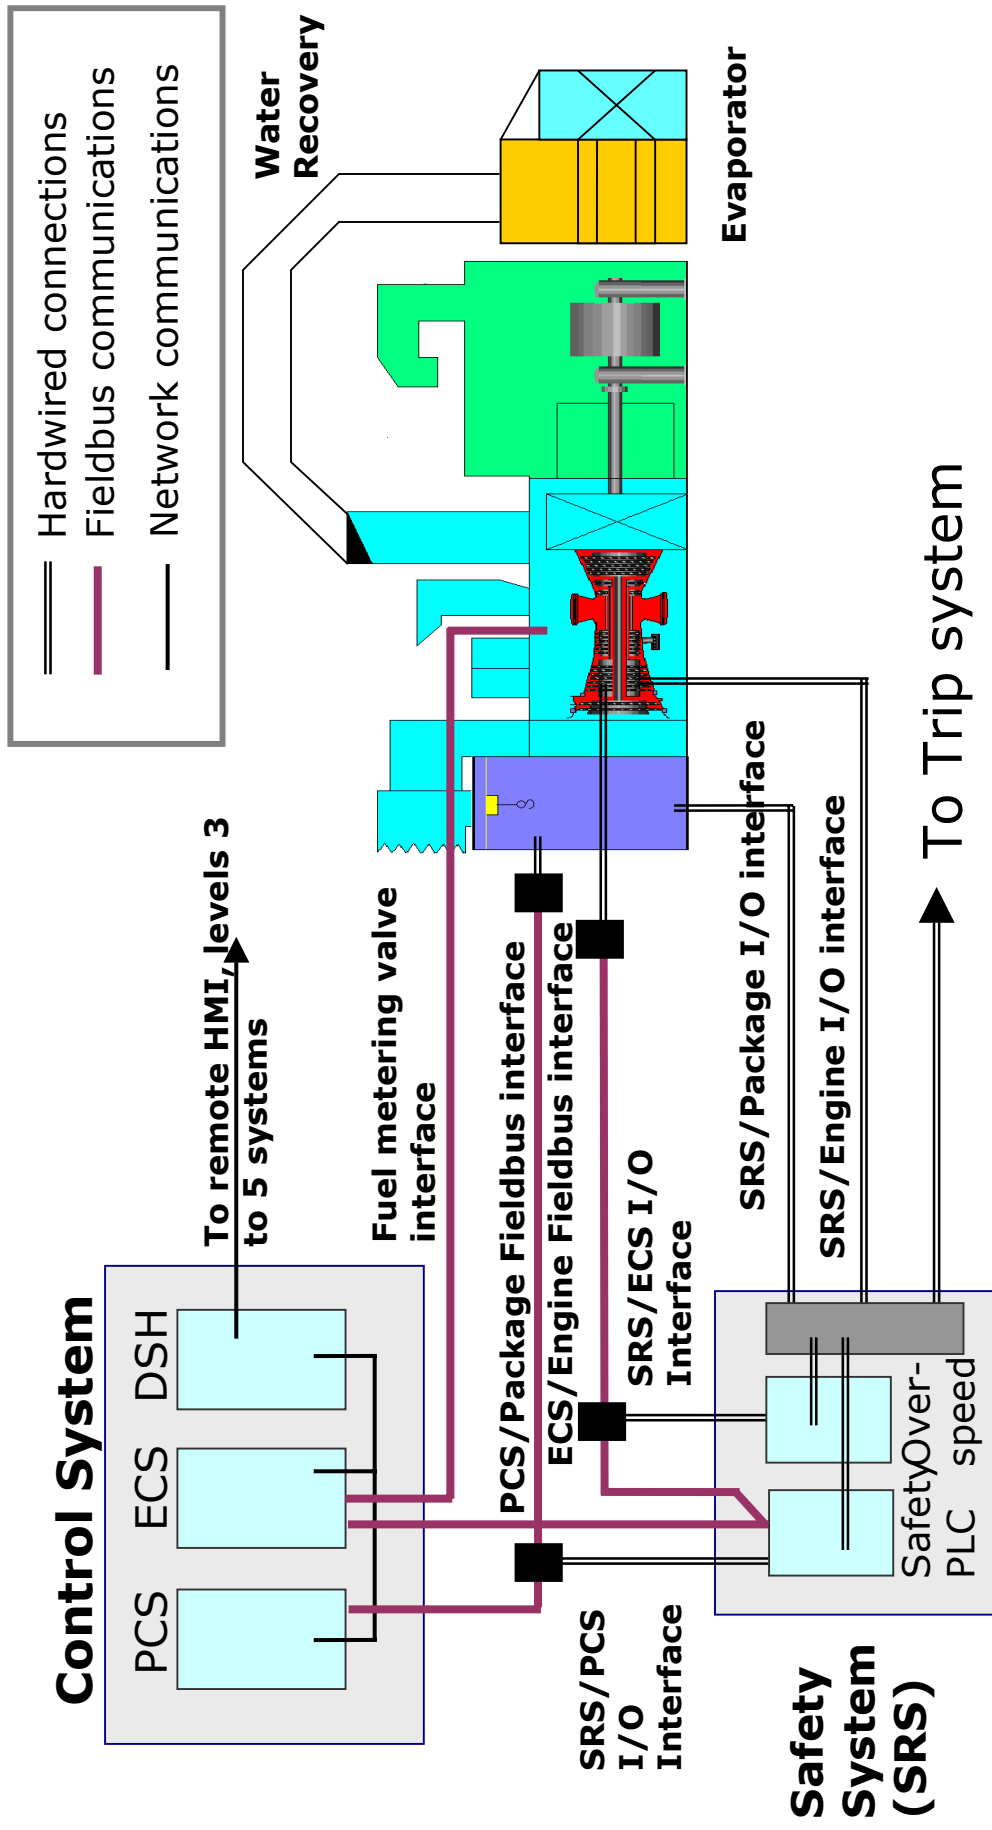 Hardwired connections
Fieldbus communications
Network communications
Water
Recovery
Evaporator
Control System
PCS
ECS
DSH
To remote HMI, levels 3
to 5 systems
Fuel metering valve
interface
PCS/Package Fieldbus interface
ECS/Engine Fieldbus interface
SRS/ECS I/O
Interface
SRS/PCS
I/O
Interface
SRS/Package I/O interface
SRS/Engine I/O interface
To Trip system
Safety
PLC
Over-
speed
Safety
System
(SRS)